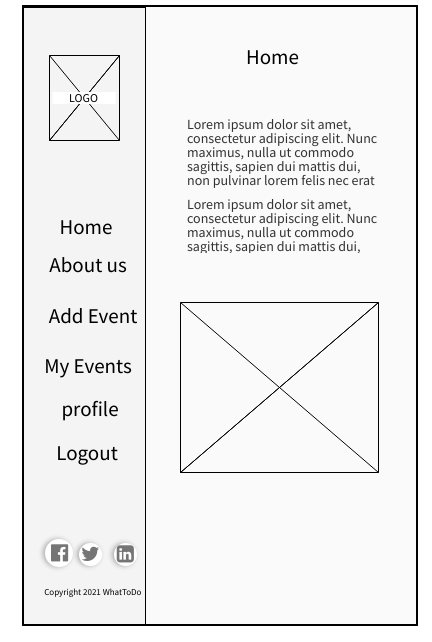 LOGO
Home
About us
Add Event
My Events
profile
Logout
Copyright 2021 WhatToDo
Home
Lorem ipsum dolor sit amet,
consectetur adipiscing elit. Nunc
maximus, nulla ut commodo
sagittis, sapien dui mattis dui,
non pulvinar lorem felis nec erat
Lorem ipsum dolor sit amet,
consectetur adipiscing elit. Nunc
maximus, nulla ut commodo
sagittis, sapien dui mattis dui,